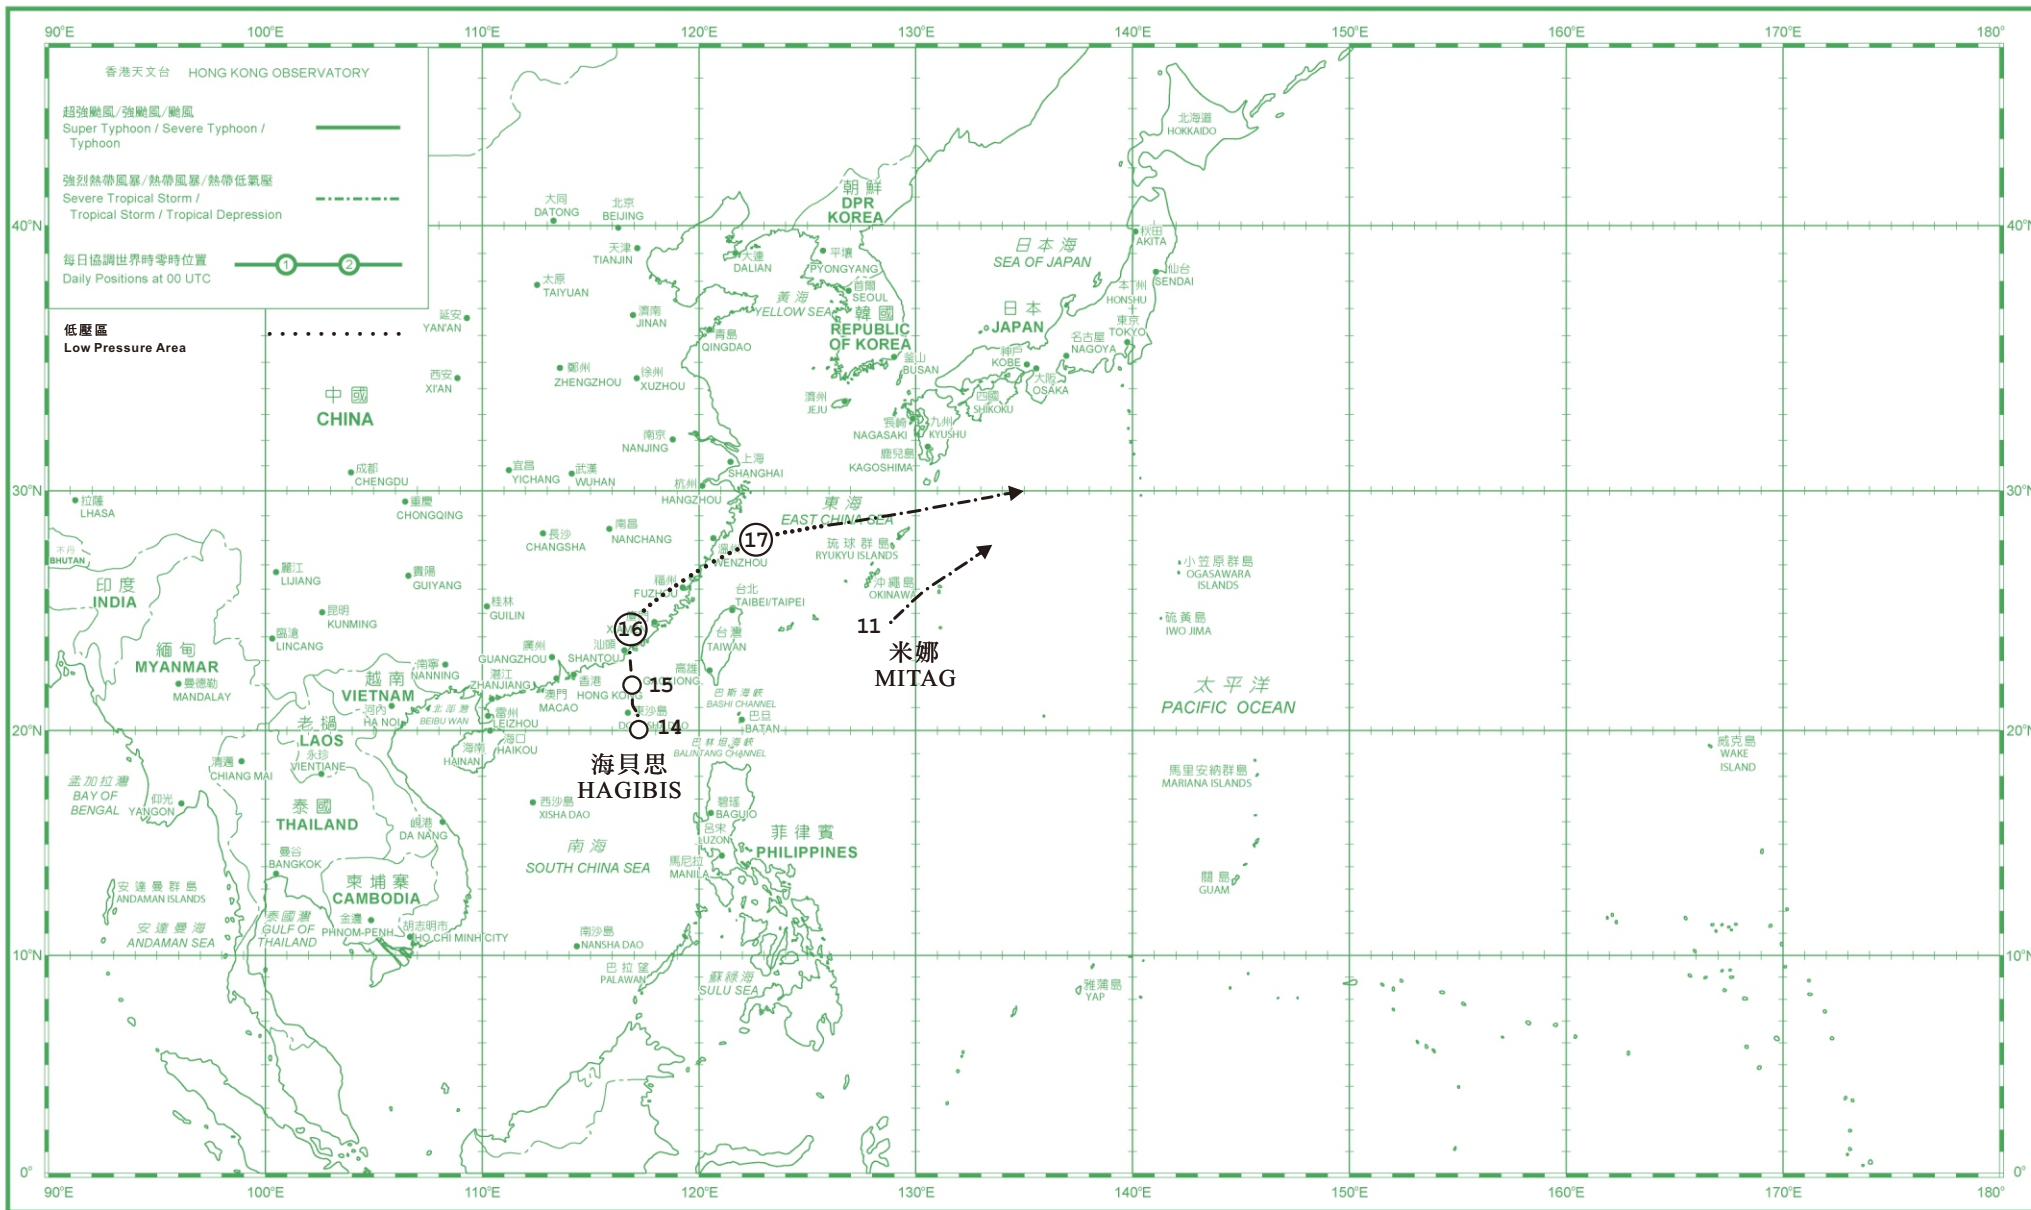 90°E 100°E 110°E 120°E 130°E 140°E 150°E 160°E 170°E 180°
香港天文台 HONG KONG OBSERVATORY
超強颱風/強颱風/颱風
Super Typhoon / Severe Typhoon /
Typhoon
強烈熱帶風暴/熱帶風暴/熱帶低氣壓
Severe Tropical Storm /
Tropical Storm / Tropical Depression
每日協調世界時零時位置
Daily Positions at 00 UTC
1 2
低壓區
Low Pressure Area
北海道
HOKKAIDO
大同
DATONG
北京
BEIJING
朝鮮
DPR
KOREA
40°N 40°N
天津
TIANJIN
大連
DALIAN
平壤
PYONGYANG
日本海
SEA OF JAPAN
秋田
AKITA
仙台
SENDAI
太原
TAIYUAN
黃海
YELLOW SEA
首爾
SEOUL
本州
HONSHU
延安
YAN'AN
濟南
JINAN
青島
QINGDAO
韓國
REPUBLIC
OF KOREA
日本
JAPAN
東京
TOKYO
名古屋
NAGOYA
西安
XI'AN
鄭州
ZHENGZHOU
徐州
XUZHOU
釜山
BUSAN
神戶
KOBE
大阪
OSAKA
中國
CHINA
濟州
JEJU
四國
SHIKOKU
南京
NANJING
長崎
NAGASAKI
九州
KYUSHU
鹿兒島
KAGOSHIMA
成都
CHENGDU
宜昌
YICHANG
武漢
WUHAN
上海
SHANGHAI
杭州
HANGZHOU
30°N 30°N
拉薩
LHASA
重慶
CHONGQING
東海
EAST CHINA SEA
長沙
CHANGSHA
南昌
NANCHANG
17
溫州
WENZHOU
琉球群島
RYUKYU ISLANDS
不丹
BHUTAN
印度
INDIA
麗江
LIJIANG
貴陽
GUIYANG
福州
FUZHOU
沖繩島
OKINAWA
小笠原群島
OGASAWARA
ISLANDS
昆明
KUNMING
桂林
GUILIN
台北
TAIBEI/TAIPEI
硫黃島
IWO JIMA
臨滄
LINCANG
16
11
米娜
MITAG
緬甸
MYANMAR
曼德勒
MANDALAY
越南
VIETNAM
南寧
NANNING
廣州
GUANGZHOU
汕頭
SHANTOU
台灣
TAIWAN
高雄
湛江
ZHANJIANG
澳門
MACAO
香港
HONG KONG
15
巴斯海峽
BASHI CHANNEL
太平洋
PACIFIC OCEAN
河內
HA NOI
北部灣
BEIBU WAN
雷州
LEIZHOU
東沙島
14
巴旦
BATAN
20°N 20°N
老撾
LAOS
永珍
VIENTIANE
海南
HAINAN
海口
HAIKOU
巴林坦海峽
BALINTANG CHANNEL
海貝思
HAGIBIS
清邁
CHIANG MAI
威克島
WAKE
ISLAND
馬里安納群島
MARIANA ISLANDS
孟加拉灣
BAY OF
BENGAL
仰光
YANGON
泰國
THAILAND
峴港
DA NANG
西沙島
XISHA DAO
碧瑤
BAGUIO
呂宋
LUZON
菲律賓
PHILIPPINES
曼谷
BANGKOK
南海
SOUTH CHINA SEA
馬尼拉
MANILA
柬埔寨
CAMBODIA
關島
GUAM
安達曼群島
ANDAMAN ISLANDS
安達曼海
ANDAMAN SEA
泰國灣
GULF OF
THAILAND
金邊
PHNOM-PENH
胡志明市
HO CHI MINH CITY
南沙島
NANSHA DAO
10°N 10°N
巴拉望
PALAWAN
蘇祿海
SULU SEA
雅蒲島
YAP
0° 0°
90°E 100°E 110°E 120°E 130°E 140°E 150°E 160°E 170°E 180°